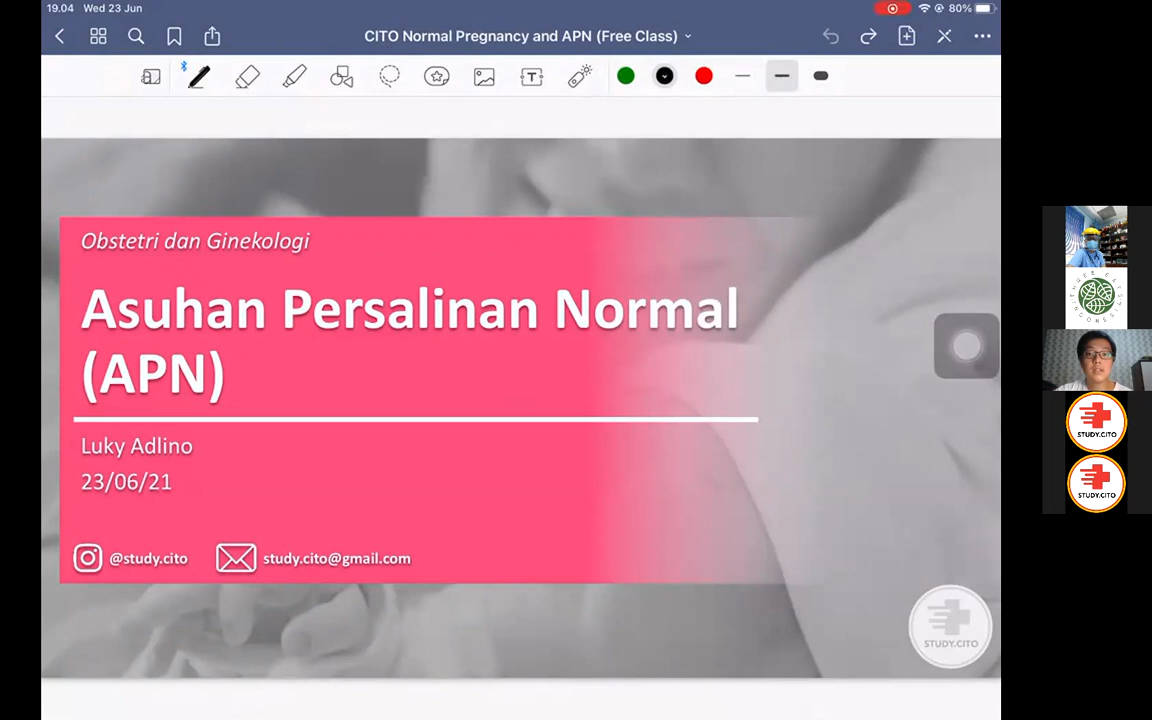 19.04 Wed 23 Jun
80%
CITO Normal Pregnancy and APN (Free Class)
T
Obstetri dan Ginekologi
Asuhan Persalinan Normal
(APN)
Luky Adlino
23/06/21
@study.cito
study.cito@gmail.com
STUDY.CITO
STUDY.CITO
STUDY.CITO